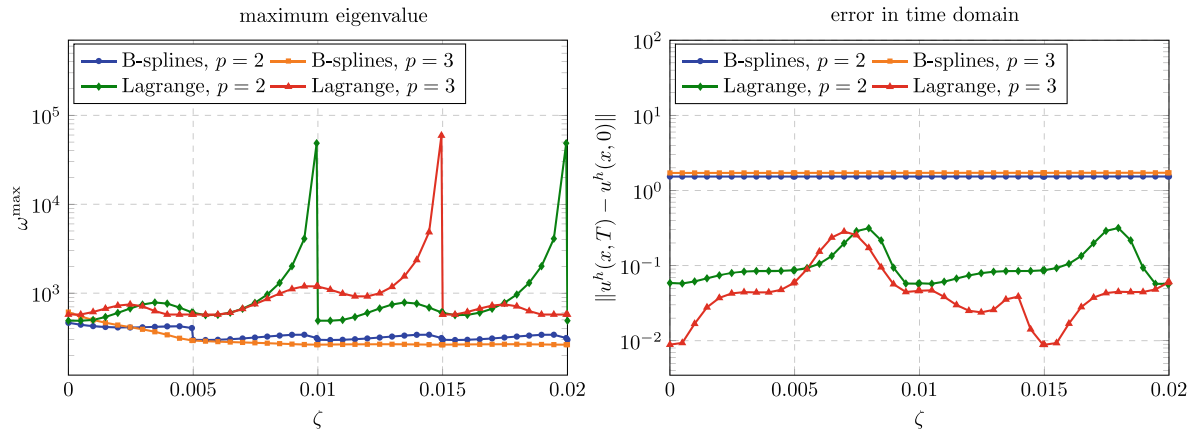 maximum eigenvalue
B-splines, p = 2
B-splines, p = 3
Lagrange, p = 2
Lagrange, p = 3
10^5
10^4
10^3
ω^max
0
0.005
0.01
0.015
0.02
ζ
error in time domain
B-splines, p = 2
B-splines, p = 3
Lagrange, p = 2
Lagrange, p = 3
10^2
10^1
10^0
10^−1
10^−2
||u^h(x, T) − u^h(x, 0)||
0
0.005
0.01
0.015
0.02
ζ